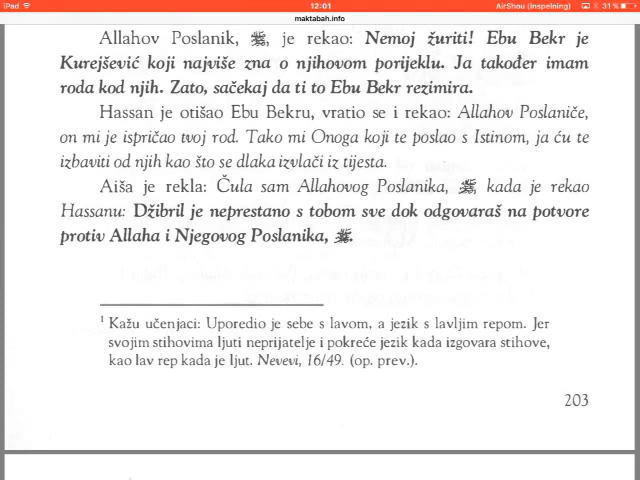 iPad 12:01 AirShou (Inspelning) 31 %
maktabah.info
Allahov Poslanik, ﷺ, je rekao: Nemoj žuriti! Ebu Bekr je
Kurejšević koji najviše zna o njihovom porijeklu. Ja također imam
roda kod njih. Zato, sačekaj da ti to Ebu Bekr rezimira.
Hassan je otišao Ebu Bekru, vratio se i rekao: Allahov Poslaniče,
on mi je ispričao tvoj rod. Tako mi Onoga koji te poslao s Istinom, ja ću te
izbaviti od njih kao što se dlaka izvlači iz tijesta.
Aiša je rekla: Čula sam Allahovog Poslanika, ﷺ, kada je rekao
Hassanu: Džibril je neprestano s tobom sve dok odgovaraš na potvore
protiv Allaha i Njegovog Poslanika, ﷺ.
1 Kažu učenjaci: Uporedio je sebe s lavom, a jezik s lavljim repom. Jer
svojim stihovima ljuti neprijatelje i pokreće jezik kada izgovara stihove,
kao lav rep kada je ljut. Nevevi, 16/49. (op. prev.).
203